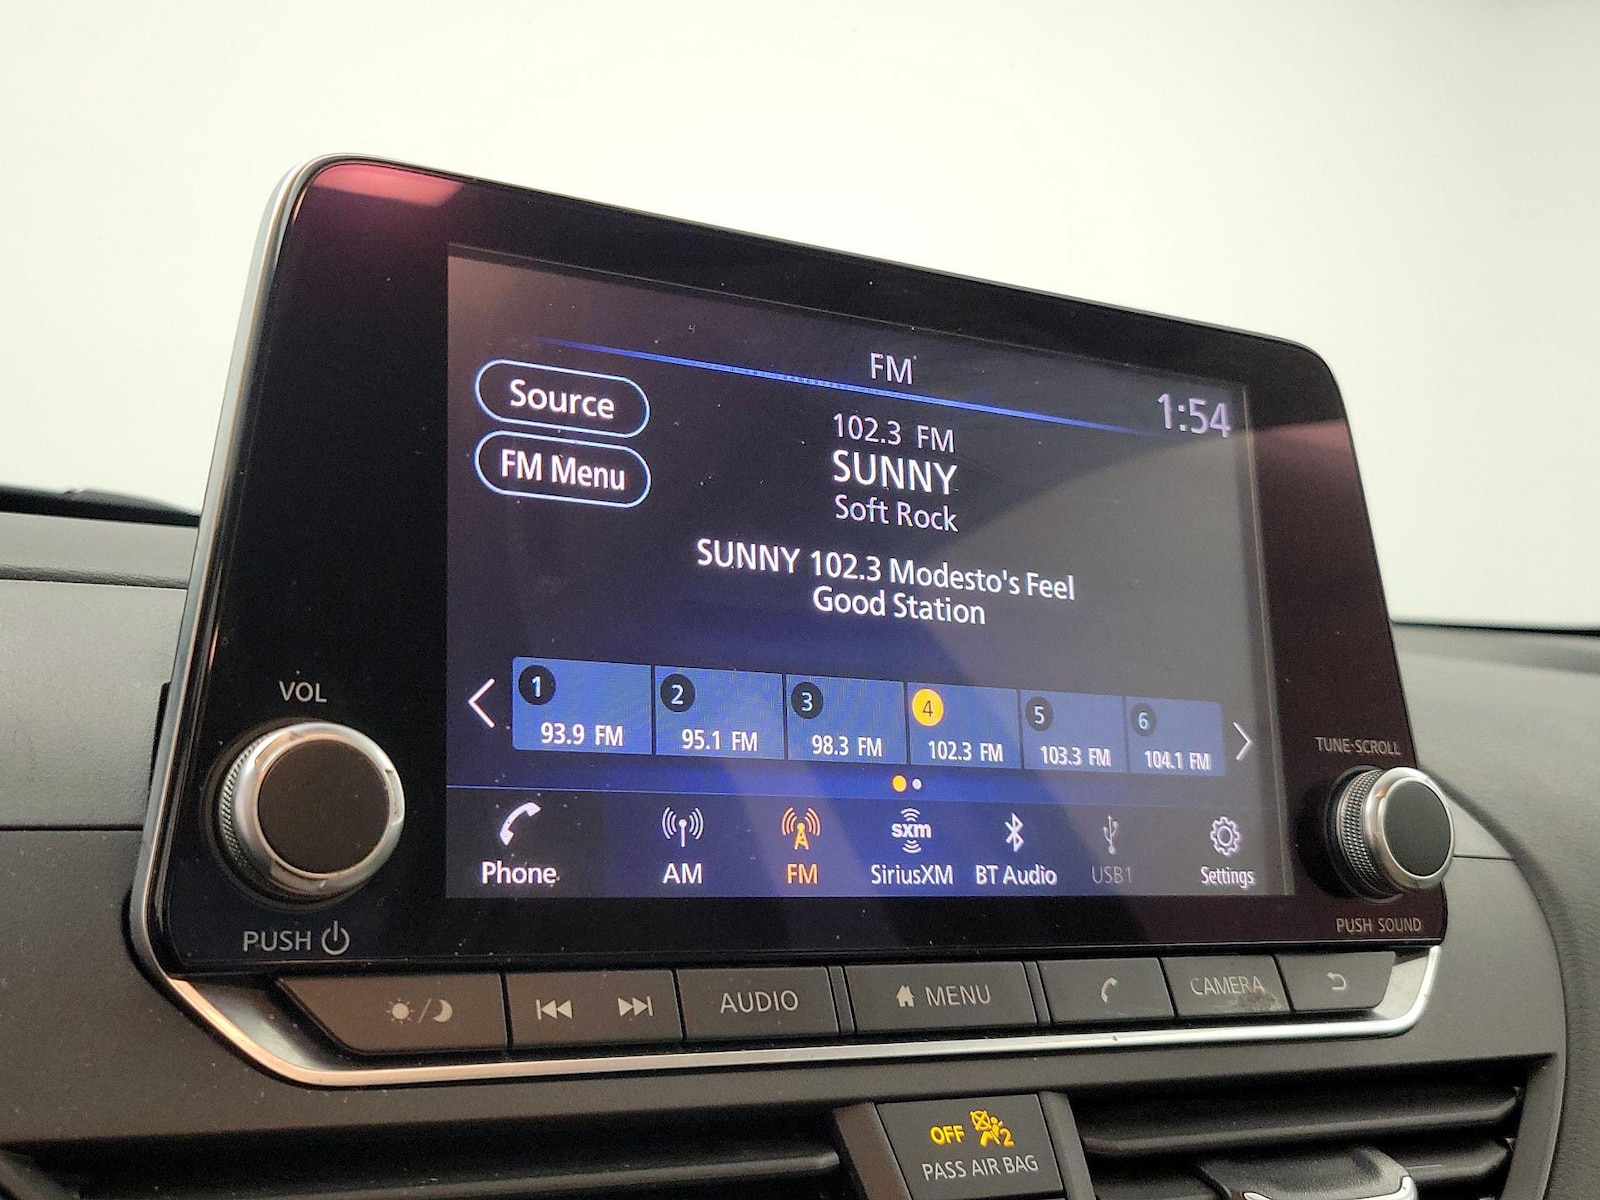 FM
1:54
Source
FM Menu
102.3 FM
SUNNY
Soft Rock
SUNNY 102.3 Modesto's Feel
Good Station
1
93.9 FM
2
95.1 FM
3
98.3 FM
4
102.3 FM
5
103.3 FM
6
104.1 FM
Phone
AM
FM
sxm
SiriusXM
BT Audio
USB1
Settings
VOL
PUSH
TUNE·SCROLL
PUSH SOUND
AUDIO
MENU
CAMERA
OFF
2
PASS AIR BAG